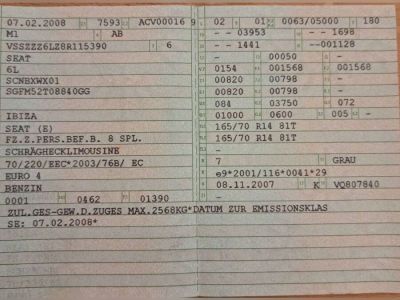 07.02.2008 7593 ACV00016 9
M1 AB
VSSZZZ6LZ8R115390 6
SEAT
6L
SCNBXWX01
SGFM52T08840GG
IBIZA
SEAT (E)
FZ.Z.PERS.BEF.B. 8 SPL.
SCHRÄGHECKLIMOUSINE
70/220/EEC*2003/76B/ EC
EURO 4
BENZIN
0001 0462 01390
ZUL.GES-GEW.D.ZUGES MAX.2568KG*DATUM ZUR EMISSIONSKLAS
SE: 07.02.2008*
02 01 0063/05000 180
- - 03953 - - 1698
- - 1441 --001128
- 00050 -
0154 001568 001568
00820 00798 -
00820 00798 -
084 03750 072
01000 0600 005 -
165/70 R14 81T
165/70 R14 81T
-
- -
7 GRAU
e9*2001/116*0041*29
08.11.2007 K VQ807840
-